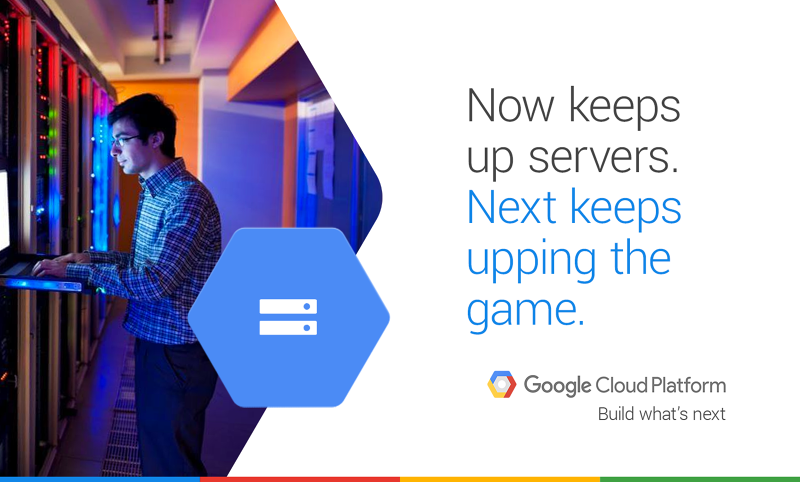 Now keeps
up servers.
Next keeps
upping the
game.
Google Cloud Platform
Build what's next